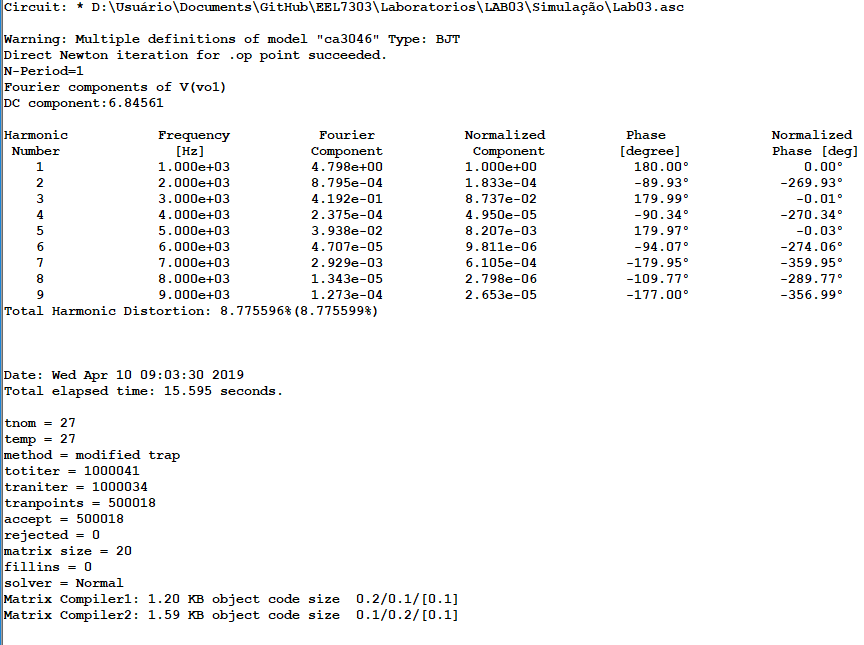 Circuit: * D:\Usuário\Documents\GitHub\EEL7303\Laboratorios\LAB03\Simulação\Lab03.asc
Warning: Multiple definitions of model "ca3046" Type: BJT
Direct Newton iteration for .op point succeeded.
N-Period=1
Fourier components of V(vo1)
DC component:6.84561
Harmonic Frequency Fourier Normalized Phase Normalized
Number [Hz] Component Component [degree] Phase [deg]
1 1.000e+03 4.798e+00 1.000e+00 180.00° 0.00°
2 2.000e+03 8.795e-04 1.833e-04 -89.93° -269.93°
3 3.000e+03 4.192e-01 8.737e-02 179.99° -0.01°
4 4.000e+03 2.375e-04 4.950e-05 -90.34° -270.34°
5 5.000e+03 3.938e-02 8.207e-03 179.97° -0.03°
6 6.000e+03 4.707e-05 9.811e-06 -94.07° -274.06°
7 7.000e+03 2.929e-03 6.105e-04 -179.95° -359.95°
8 8.000e+03 1.343e-05 2.798e-06 -109.77° -289.77°
9 9.000e+03 1.273e-04 2.653e-05 -177.00° -356.99°
Total Harmonic Distortion: 8.775596%(8.775599%)
Date: Wed Apr 10 09:03:30 2019
Total elapsed time: 15.595 seconds.
tnom = 27
temp = 27
method = modified trap
totiter = 1000041
traniter = 1000034
tranpoints = 500018
accept = 500018
rejected = 0
matrix size = 20
fillins = 0
solver = Normal
Matrix Compiler1: 1.20 KB object code size 0.2/0.1/[0.1]
Matrix Compiler2: 1.59 KB object code size 0.1/0.2/[0.1]